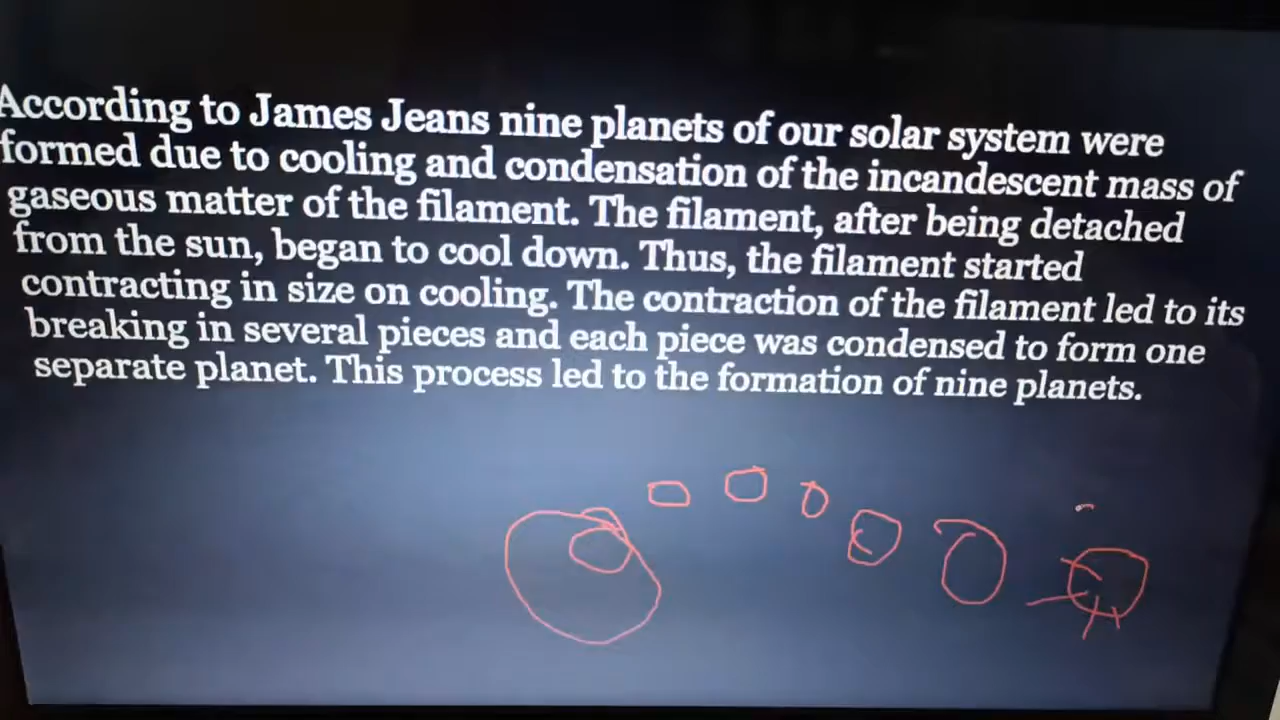 According to James Jeans nine planets of our solar system were
formed due to cooling and condensation of the incandescent mass of
gaseous matter of the filament. The filament, after being detached
from the sun, began to cool down. Thus, the filament started
contracting in size on cooling. The contraction of the filament led to its
breaking in several pieces and each piece was condensed to form one
separate planet. This process led to the formation of nine planets.